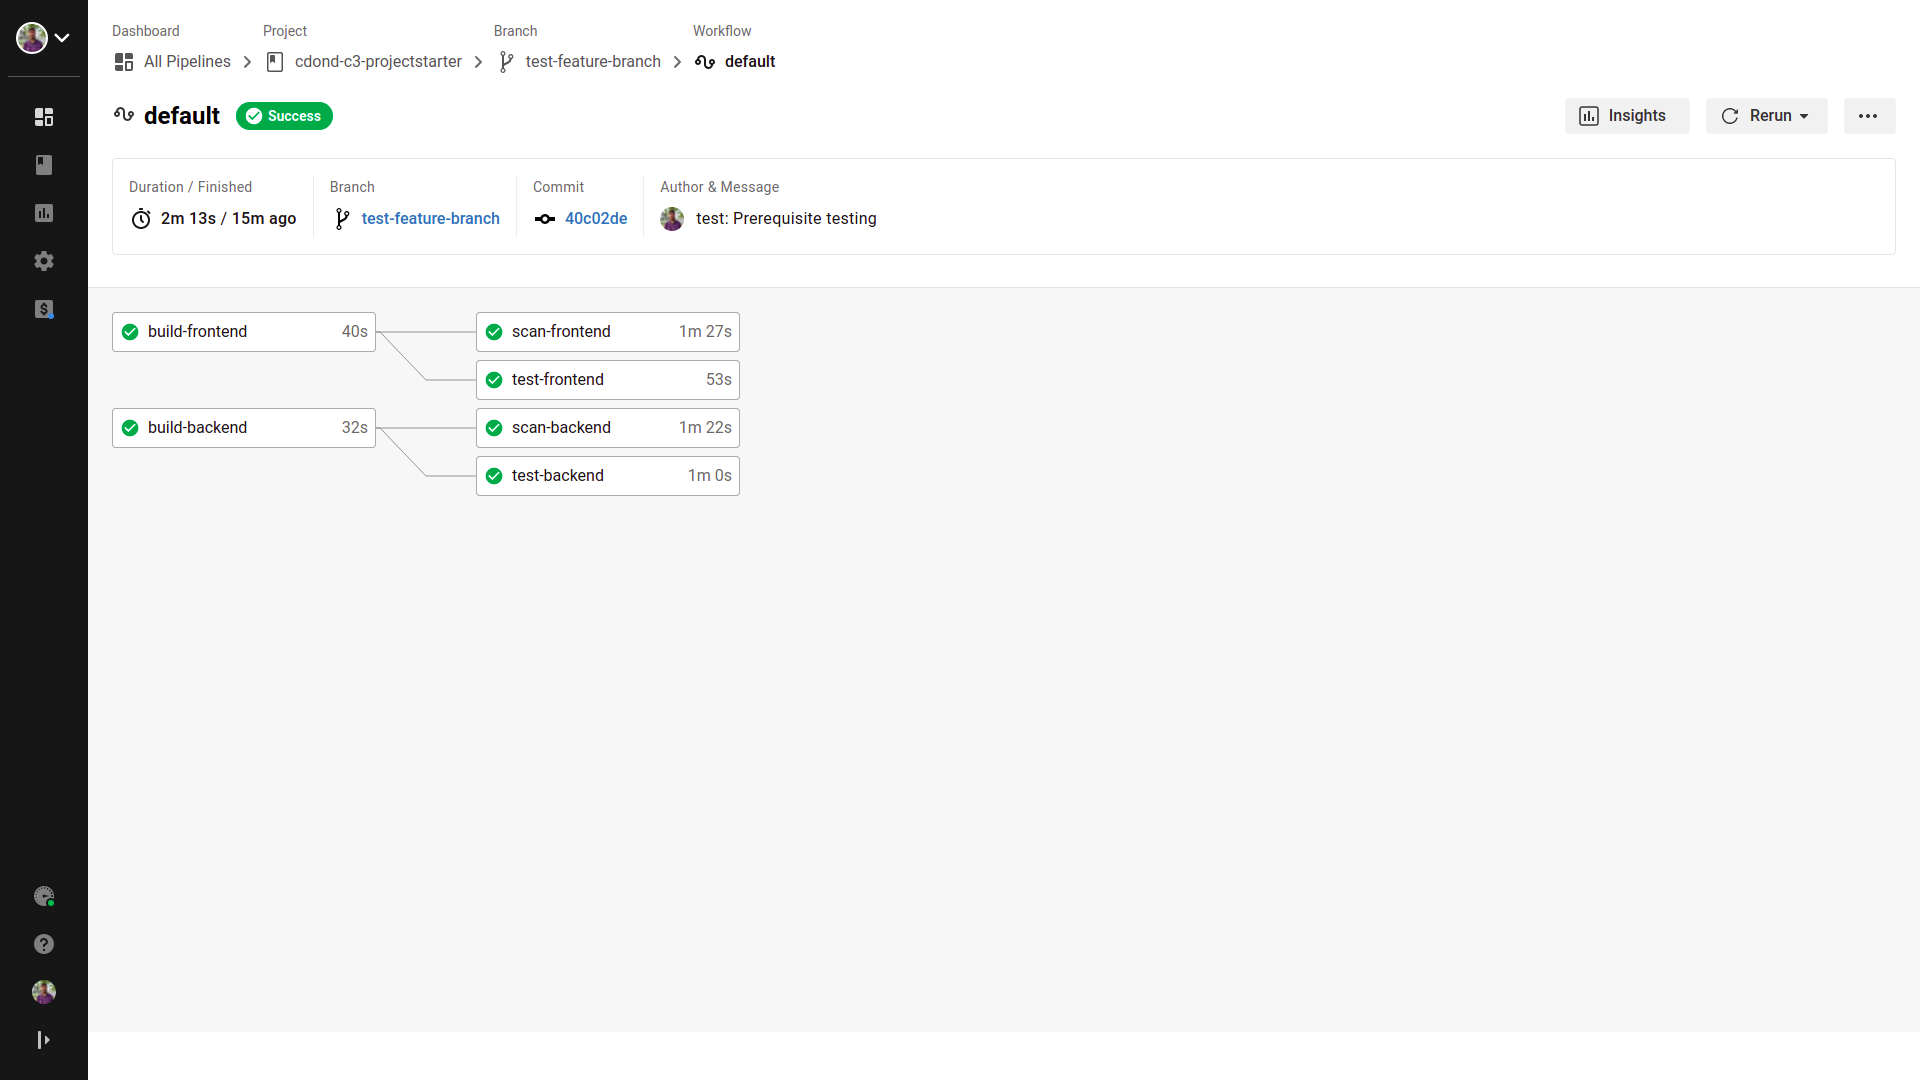 Dashboard Project Branch Workflow
All Pipelines cdond-c3-projectstarter test-feature-branch default
default Success Insights Rerun
Duration / Finished Branch Commit Author & Message
2m 13s / 15m ago test-feature-branch 40c02de test: Prerequisite testing
build-frontend 40s scan-frontend 1m 27s
test-frontend 53s
build-backend 32s scan-backend 1m 22s
test-backend 1m 0s